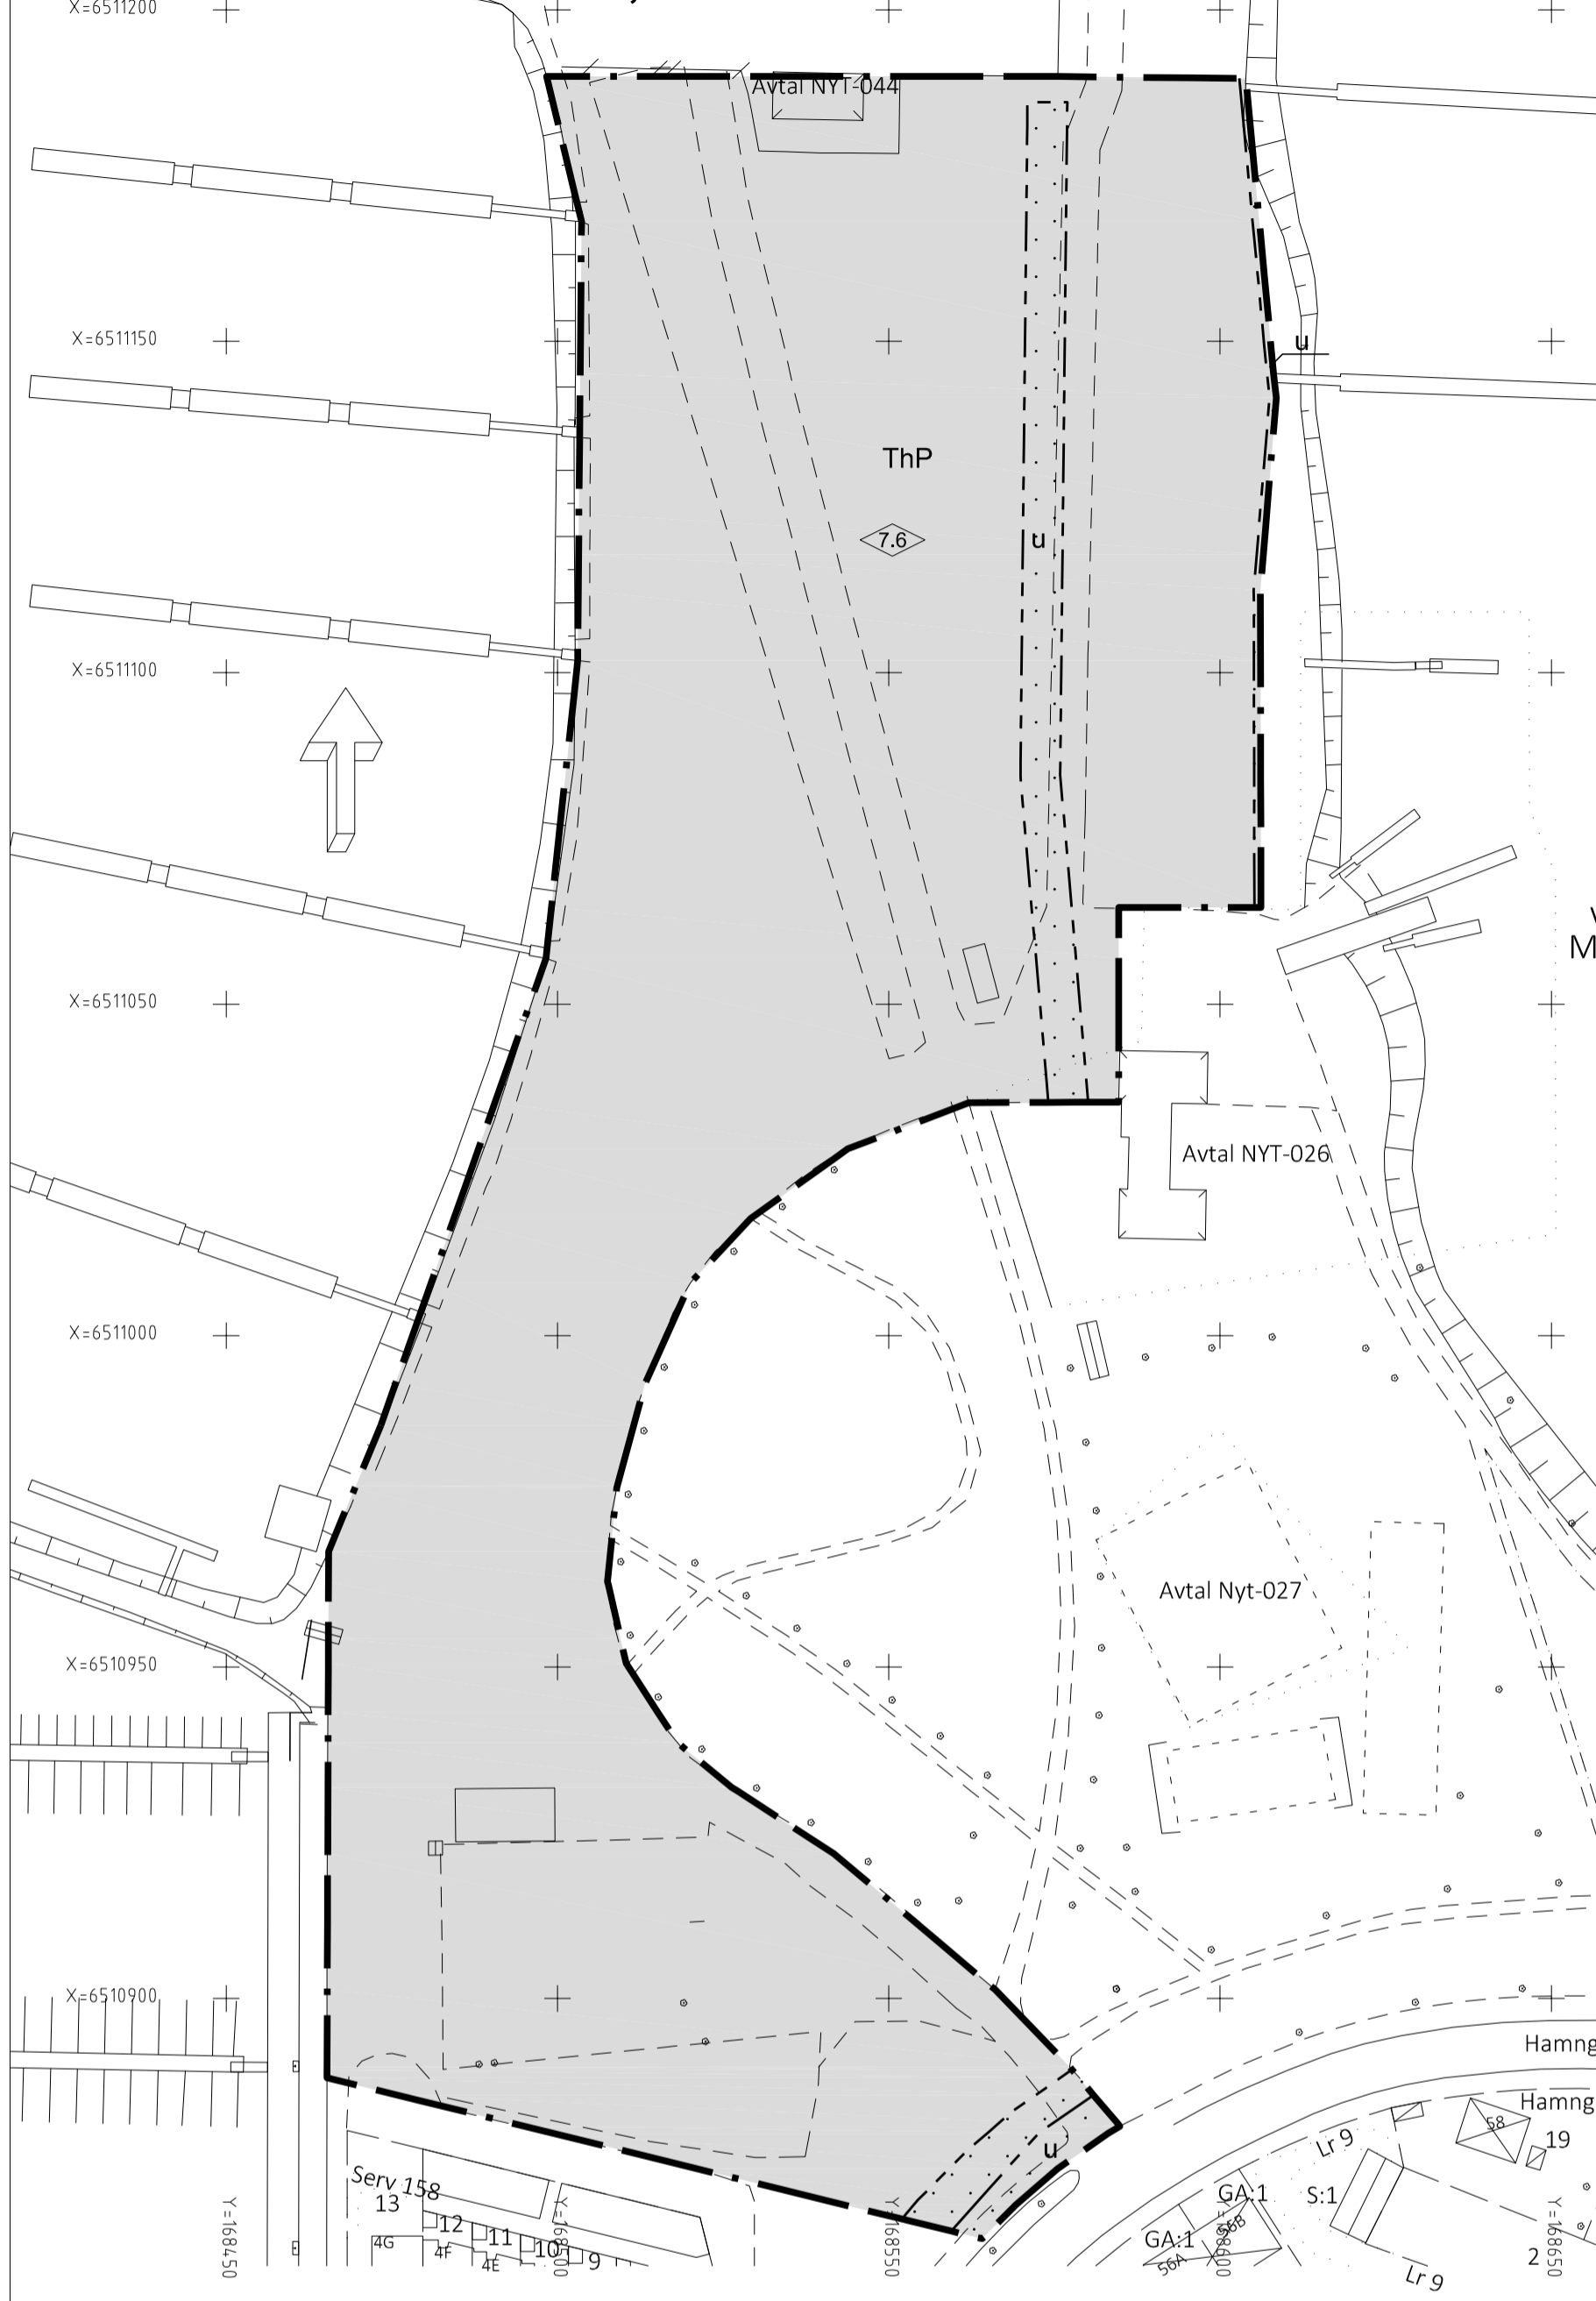 X=6511200
Avtal NYT-044
X=6511150
u
ThP
7.6
u
X=6511100
M
X=6511050
Avtal NYT-026
X=6511000
Avtal Nyt-027
X=6510950
X=6510900
Hamng
Hamng
58
19
Lr 9
u
Serv 158
13
GA:1
S:1
12
11
10
9
4G
4F
4E
GA:1
56B
56A
2
Lr 9
Y=168450
Y=168500
Y=168550
Y=168600
Y=168650